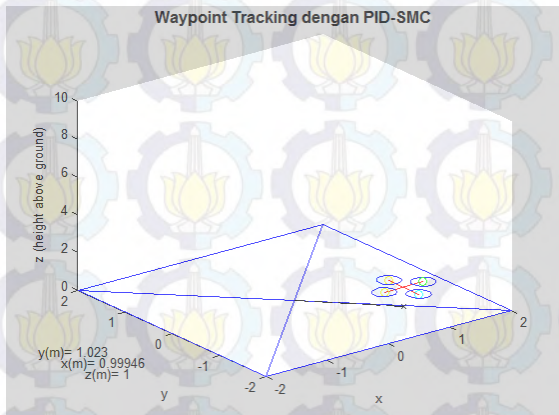 Waypoint Tracking dengan PID-SMC
10
8
6
4
2
0
z (height above ground)
2
1
0
-1
-2
y
-2
-1
0
1
2
x
y(m)= 1.023
x(m)= 0.99946
z(m)= 1